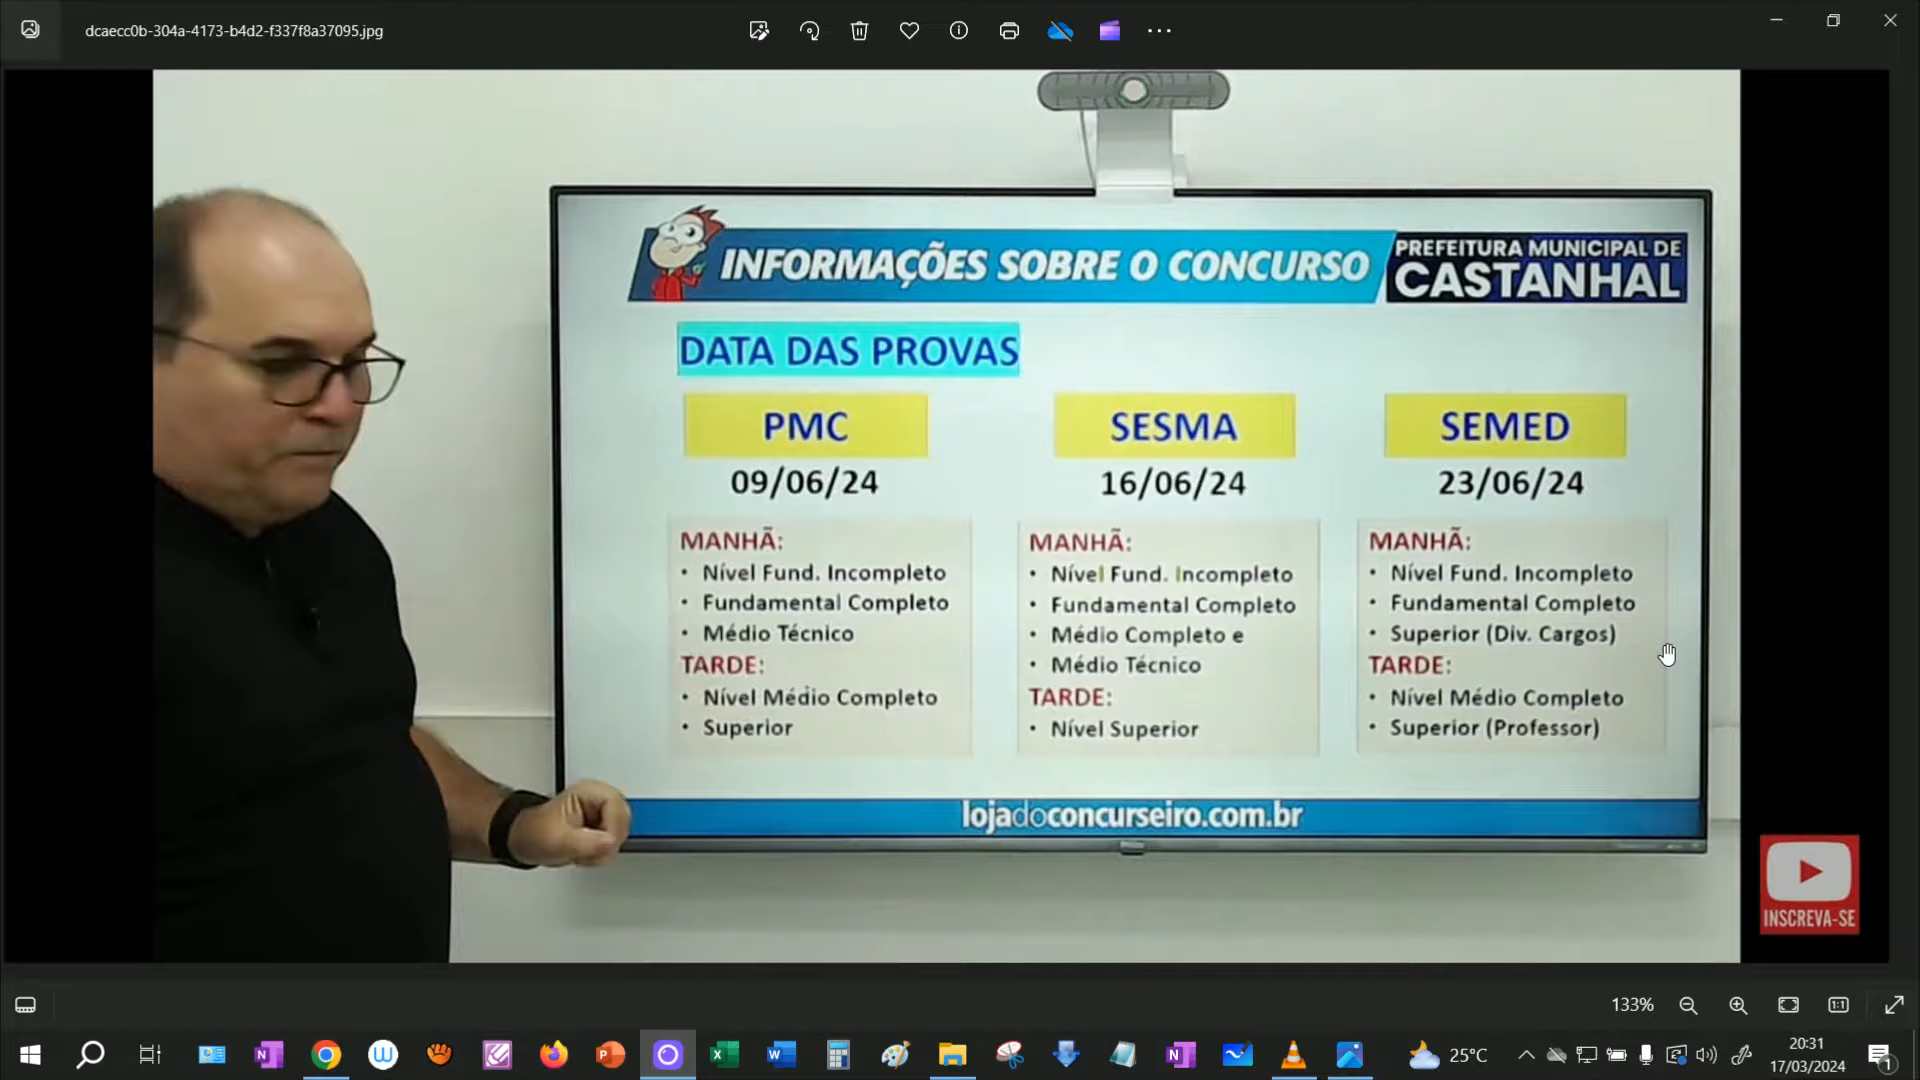 dcaecc0b-304a-4173-b4d2-f337f8a37095.jpg
INFORMAÇÕES SOBRE O CONCURSO
PREFEITURA MUNICIPAL DE
CASTANHAL
DATA DAS PROVAS
PMC
09/06/24
MANHÃ:
• Nível Fund. Incompleto
• Fundamental Completo
• Médio Técnico
TARDE:
• Nível Médio Completo
• Superior
SESMA
16/06/24
MANHÃ:
• Nível Fund. Incompleto
• Fundamental Completo
• Médio Completo e
• Médio Técnico
TARDE:
• Nível Superior
SEMED
23/06/24
MANHÃ:
• Nível Fund. Incompleto
• Fundamental Completo
• Superior (Div. Cargos)
TARDE:
• Nível Médio Completo
• Superior (Professor)
lojadoconcurseiro.com.br
INSCREVA-SE
133%
25°C
20:31
17/03/2024
1